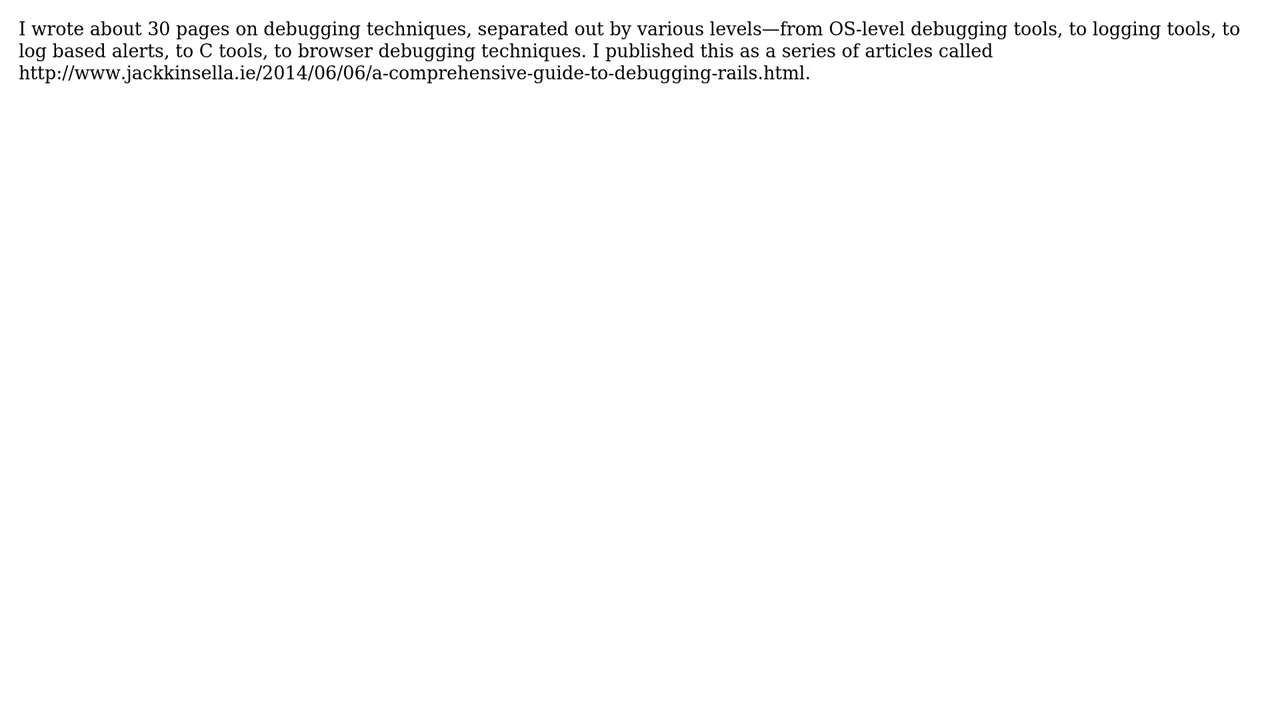 I wrote about 30 pages on debugging techniques, separated out by various levels—from OS-level debugging tools, to logging tools, to
log based alerts, to C tools, to browser debugging techniques. I published this as a series of articles called
http://www.jackkinsella.ie/2014/06/06/a-comprehensive-guide-to-debugging-rails.html.